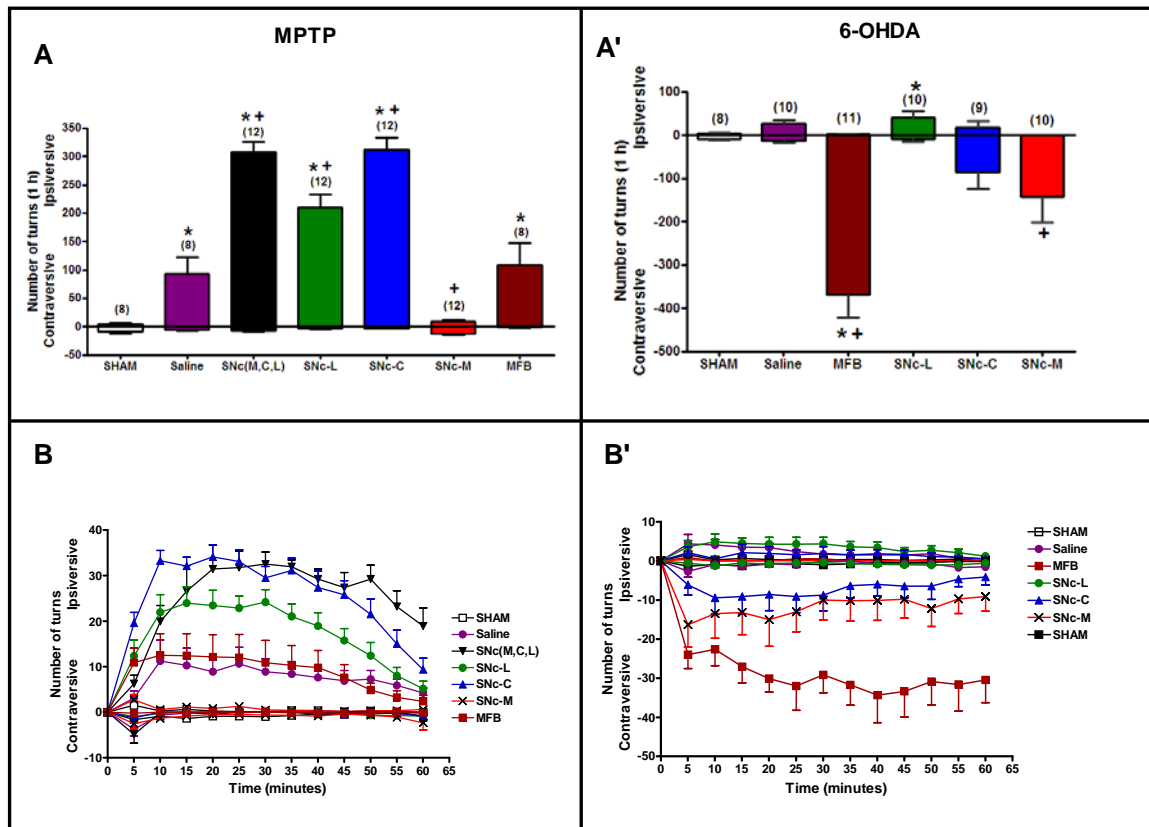 MPTP
A
Number of turns (1 h)
Contraversive Ipsiversive
350
300
250
200
150
100
50
0
-50
(8)
*
(8)
* +
(12)
* +
(12)
* +
(12)
+
(12)
*
(8)
SHAM Saline SNc(M,C,L) SNc-L SNc-C SNc-M MFB
6-OHDA
A'
Number of turns (1 h)
Contraversive Ipsiversive
100
0
-100
-200
-300
-400
-500
(8)
(10)
(11)
*
(10)
(9)
(10)
* +
+
SHAM Saline MFB SNc-L SNc-C SNc-M
B
Number of turns
Contraversive Ipsiversive
40
30
20
10
0
-10
0 5 10 15 20 25 30 35 40 45 50 55 60 65
Time (minutes)
SHAM
Saline
SNc(M,C,L)
SNc-L
SNc-C
SNc-M
MFB
B'
Number of turns
Contraversive Ipsiversive
10
0
-10
-20
-30
-40
-50
0 5 10 15 20 25 30 35 40 45 50 55 60 65
Time (minutes)
SHAM
Saline
MFB
SNc-L
SNc-C
SNc-M
SHAM